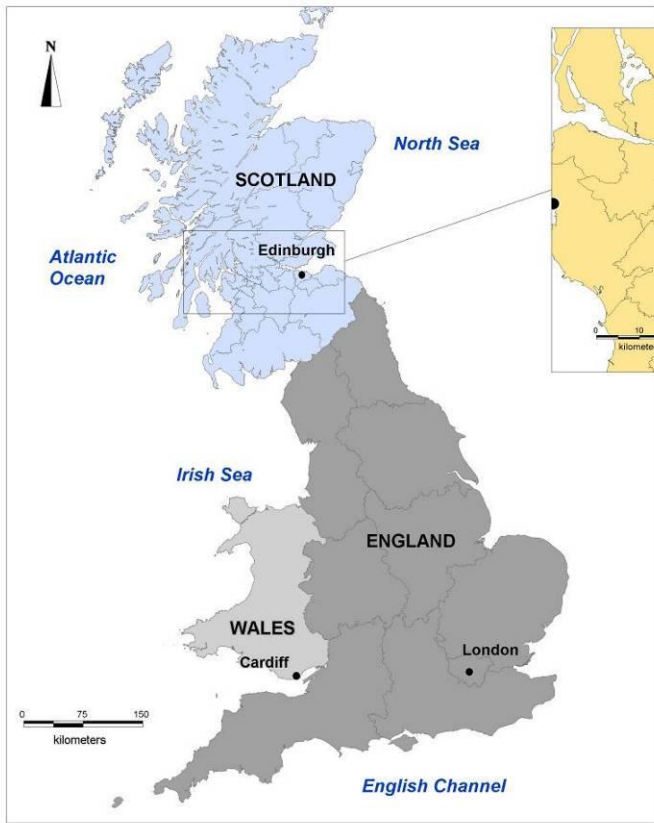 N
North Sea
SCOTLAND
Edinburgh
Atlantic
Ocean
0 10
kilomete
Irish Sea
ENGLAND
WALES
Cardiff
London
0 75 150
kilometers
English Channel